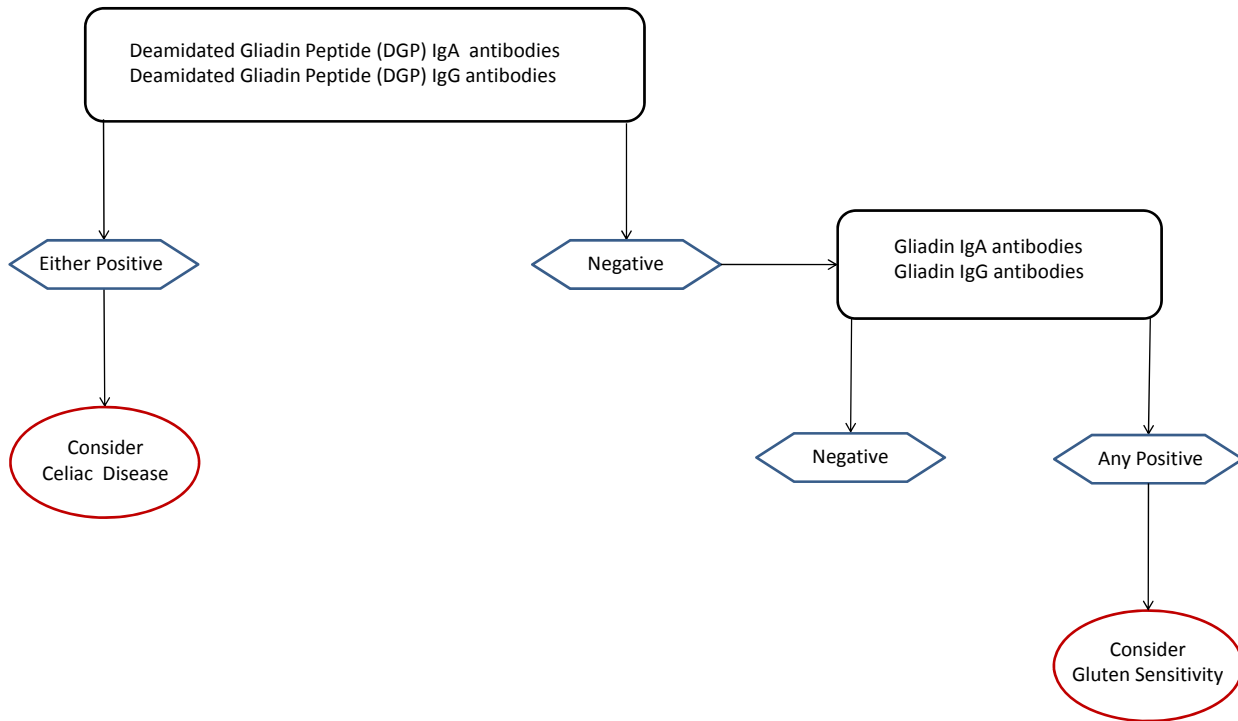 Deamidated Gliadin Peptide (DGP) IgA antibodies
Deamidated Gliadin Peptide (DGP) IgG antibodies
Either Positive
Negative
Gliadin IgA antibodies
Gliadin IgG antibodies
Consider
Celiac Disease
Negative
Any Positive
Consider
Gluten Sensitivity